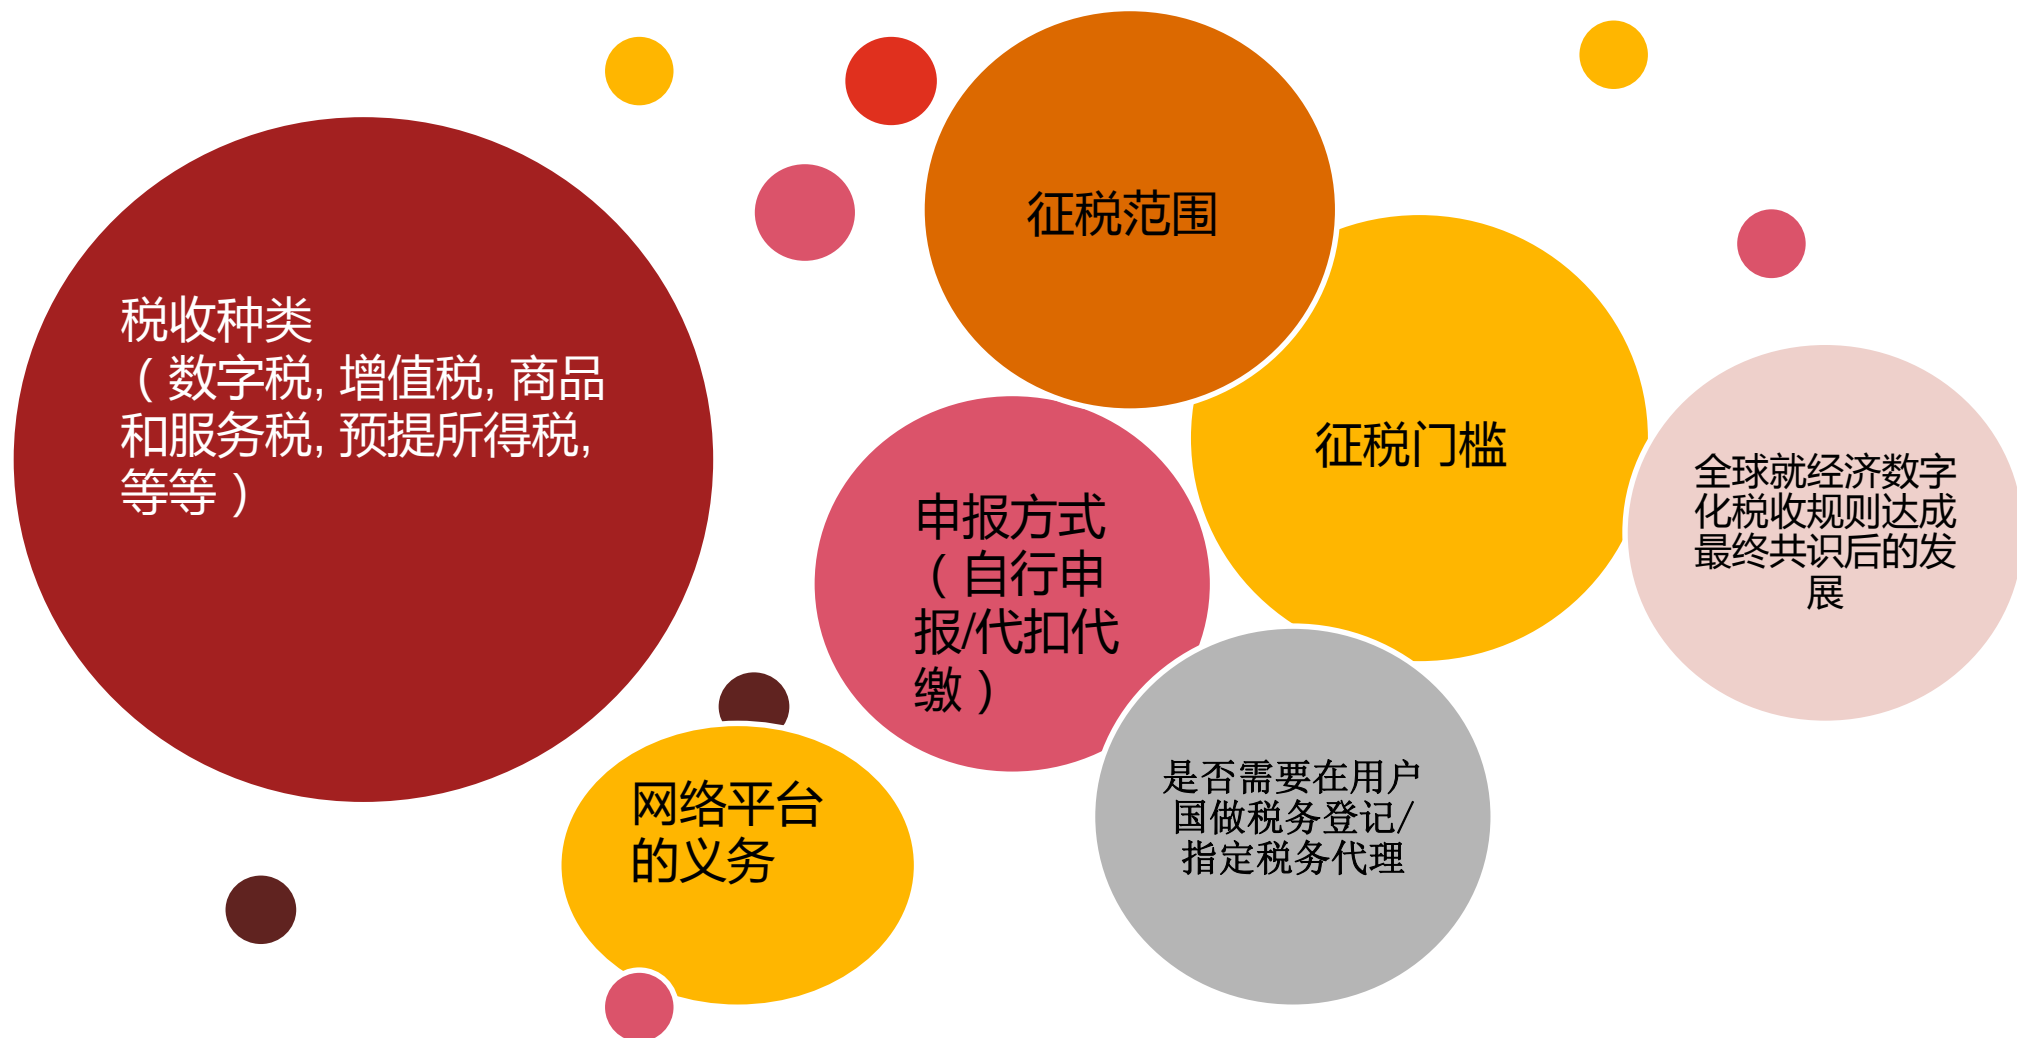 税收种类
（数字税, 增值税, 商品
和服务税, 预提所得税,
等等）
征税范围
征税门槛
申报方式
（自行申
报/代扣代
缴）
全球就经济数字
化税收规则达成
最终共识后的发
展
网络平台
的义务
是否需要在用户
国做税务登记/
指定税务代理